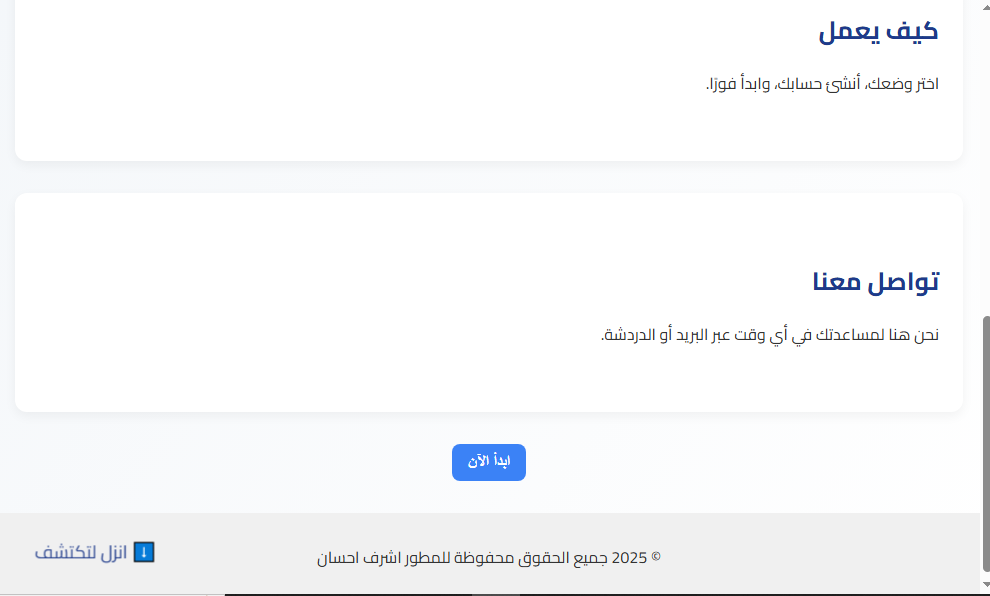 كيف يعمل
اختر وضعك، أنشئ حسابك، وابدأ فورًا.
تواصل معنا
نحن هنا لمساعدتك في أي وقت عبر البريد أو الدردشة.
ابدأ الآن
© 2025 جميع الحقوق محفوظة للمطور اشرف احسان
⬇️ انزل لتكتشف